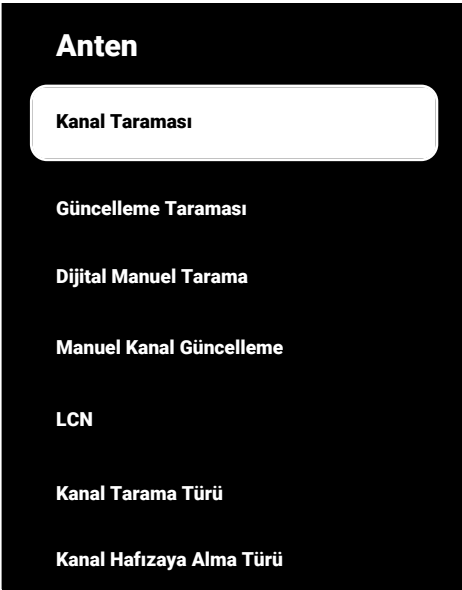 Anten
Kanal Taraması
Güncelleme Taraması
Dijital Manuel Tarama
Manuel Kanal Güncelleme
LCN
Kanal Tarama Türü
Kanal Hafızaya Alma Türü